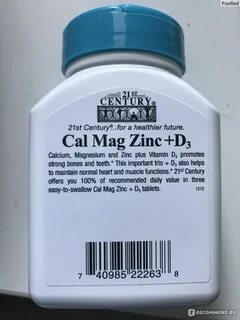 FoxRed
21ST
CENTURY
21st Century®...for a healthier future.
Cal Mag Zinc +D3
Calcium, Magnesium and Zinc plus Vitamin D3 promotes
strong bones and teeth.* This important trio + D3 also helps
to maintain normal heart and muscle functions.* 21st Century
offers you 100% of recommended daily value in three
easy-to-swallow Cal Mag Zinc + D3 tablets.
1212
7 40985 22263 8
RECOMMEND.RU